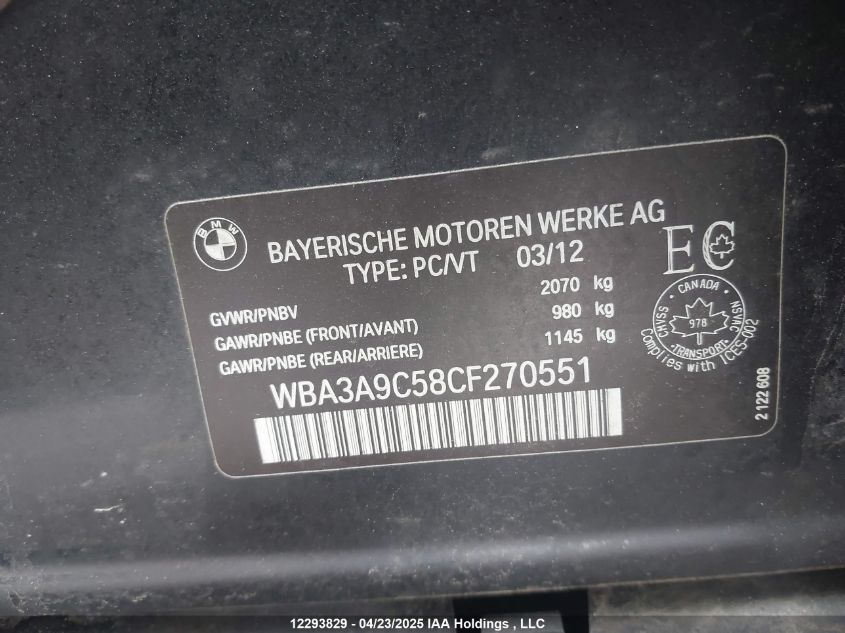 BMW
BAYERISCHE MOTOREN WERKE AG
TYPE: PC/VT 03/12
EC
GVWR/PNBV 2070 kg
GAWR/PNBE (FRONT/AVANT) 980 kg
GAWR/PNBE (REAR/ARRIERE) 1145 kg
WBA3A9C58CF270551
CANADA
CMVSS
NSVAC
978
TRANSPORT
Complies with ICES-002
2 122 608
12293829 - 04/23/2025 IAA Holdings , LLC